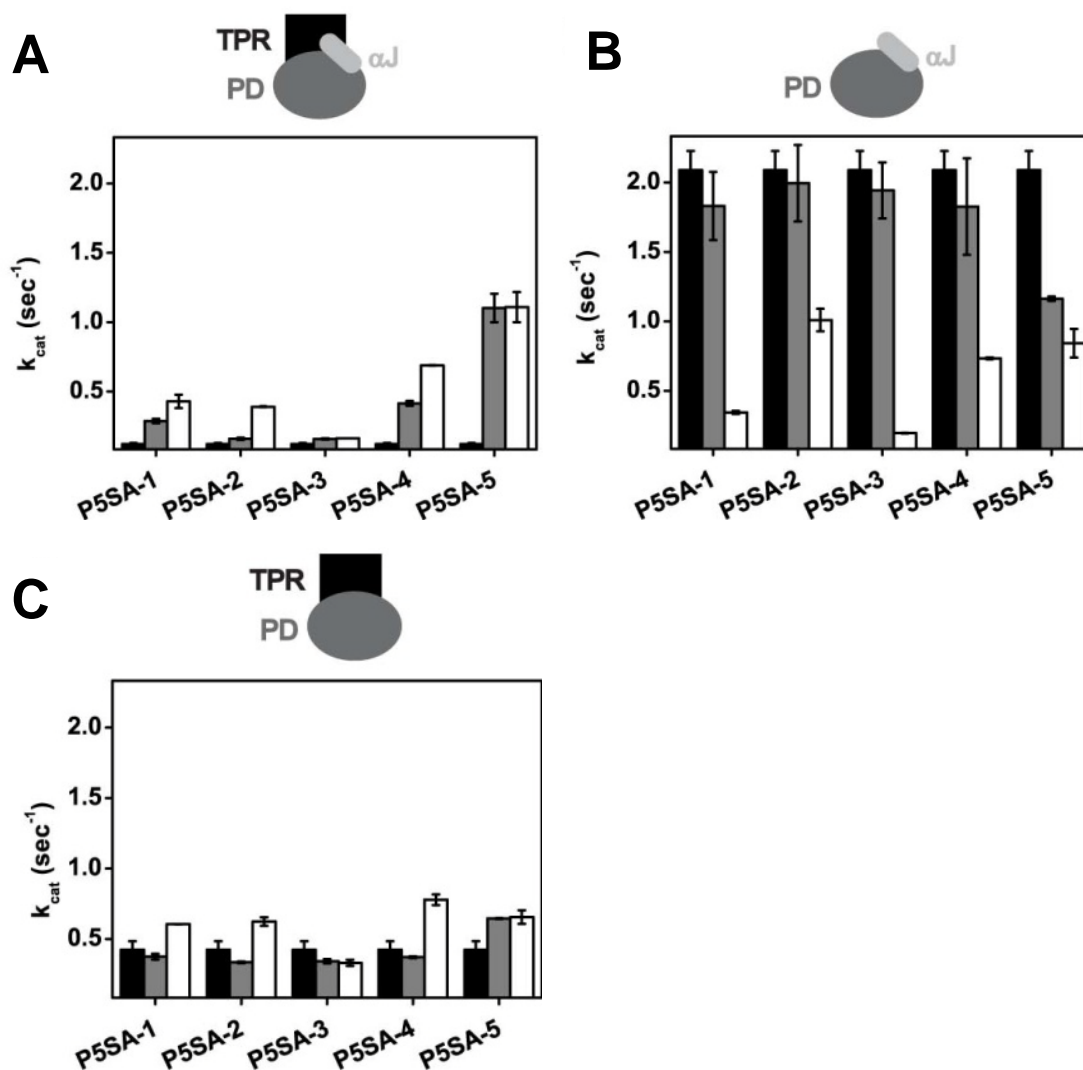 A
TPR
αJ
PD
k_cat (sec⁻¹)
2.0
1.5
1.0
0.5
P5SA-1
P5SA-2
P5SA-3
P5SA-4
P5SA-5
B
αJ
PD
k_cat (sec⁻¹)
2.0
1.5
1.0
0.5
P5SA-1
P5SA-2
P5SA-3
P5SA-4
P5SA-5
C
TPR
PD
k_cat (sec⁻¹)
2.0
1.5
1.0
0.5
P5SA-1
P5SA-2
P5SA-3
P5SA-4
P5SA-5